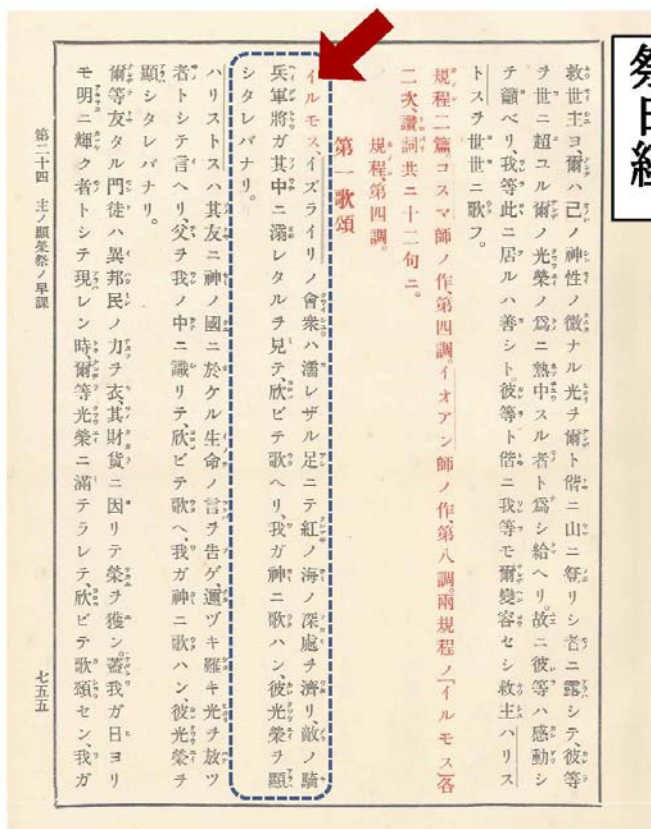 祭日經
救世主ヨ、爾ハ己ノ神性ノ微ナル光ヲ爾ト偕ニ山ニ登リシ者ニ露シテ、彼等
ヲ世ニ超ユル爾ノ光榮ノ爲ニ熱中スル者ト爲シ給ヘリ。故ニ彼等ハ感動シ
テ籲ベリ、我等此ニ居ルハ善シト。彼等ト偕ニ我等モ爾變容セシ救主ハリス
トスヲ世世ニ歌フ。
規程二篇。コスマ師ノ作、第四調。イオアン師ノ作、第八調。兩規程ノ「イルモス」各
二次、讃詞共ニ十二句ニ。
規程、第四調。
第一歌頌
イルモス、イズライリノ會衆ハ濡レザル足ニテ紅ノ海ノ深處ヲ濟リ、敵ノ騎
兵軍將ガ其中ニ溺レタルヲ見テ、欣ビテ歌ヘリ、我ガ神ニ歌ハン、彼光榮ヲ顯
シタレバナリ。
ハリストスハ其友ニ神ノ國ニ於ケル生命ノ言ヲ告ゲ、邇ヅキ難キ光ヲ放ツ
者トシテ言ヘリ、父ヲ我ノ中ニ識リテ、欣ビテ歌ヘ、我ガ神ニ歌ハン、彼光榮ヲ
顯シタレバナリ。
爾等友タル門徒ハ異邦民ノ力ヲ衣、其財貨ニ因リテ榮ヲ獲ン。蓋我ガ日ヨリ
モ明ニ輝ク者トシテ現レン時、爾等光榮ニ滿テラレテ、欣ビテ歌頌セン、我ガ
第二十四 主ノ顯榮祭ノ早課
七五五